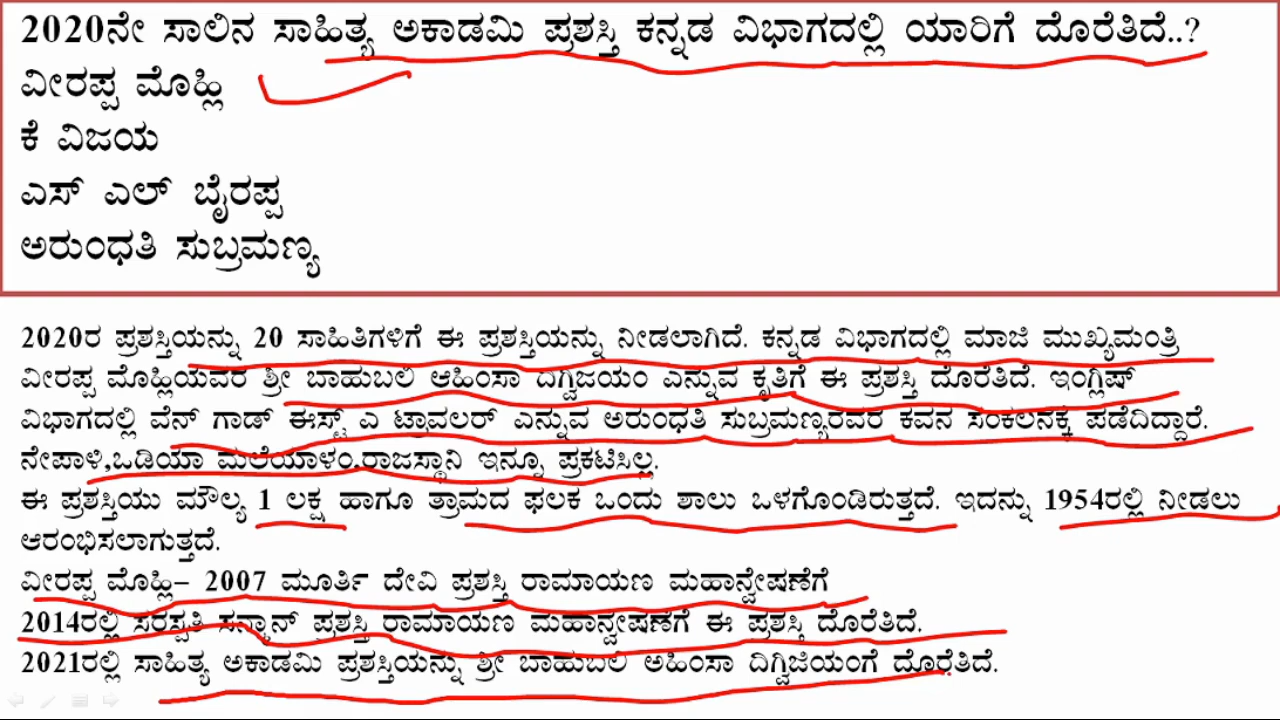 2020ನೇ ಸಾಲಿನ ಸಾಹಿತ್ಯ ಅಕಾಡಮಿ ಪ್ರಶಸ್ತಿ ಕನ್ನಡ ವಿಭಾಗದಲ್ಲಿ ಯಾರಿಗೆ ದೊರೆತಿದೆ..?
ವೀರಪ್ಪ ಮೊಹ್ಲಿ
ಕೆ ವಿಜಯ
ಎಸ್ ಎಲ್ ಬೈರಪ್ಪ
ಅರುಂಧತಿ ಸುಬ್ರಮಣ್ಯ
2020ರ ಪ್ರಶಸ್ತಿಯನ್ನು 20 ಸಾಹಿತಿಗಳಿಗೆ ಈ ಪ್ರಶಸ್ತಿಯನ್ನು ನೀಡಲಾಗಿದೆ. ಕನ್ನಡ ವಿಭಾಗದಲ್ಲಿ ಮಾಜಿ ಮುಖ್ಯಮಂತ್ರಿ
ವೀರಪ್ಪ ಮೊಹ್ಲಿಯವರ ಶ್ರೀ ಬಾಹುಬಲಿ ಆಹಿಂಸಾ ದಿಗ್ವಿಜಯಂ ಎನ್ನುವ ಕೃತಿಗೆ ಈ ಪ್ರಶಸ್ತಿ ದೊರೆತಿದೆ. ಇಂಗ್ಲಿಷ್
ವಿಭಾಗದಲ್ಲಿ ವೆನ್ ಗಾಡ್ ಈಸ್ಟ್ ಎ ಟ್ರಾವಲರ್ ಎನ್ನುವ ಅರುಂಧತಿ ಸುಬ್ರಮಣ್ಯರವರ ಕವನ ಸಂಕಲನಕ್ಕೆ ಪಡೆದಿದ್ದಾರೆ.
ನೇಪಾಳಿ,ಒಡಿಯಾ ಮಲೆಯಾಳಂ,ರಾಜಸ್ಥಾನಿ ಇನ್ನೂ ಪ್ರಕಟಿಸಿಲ್ಲ.
ಈ ಪ್ರಶಸ್ತಿಯು ಮೌಲ್ಯ 1 ಲಕ್ಷ ಹಾಗೂ ತ್ರಾಮದ ಫಲಕ ಒಂದು ಶಾಲು ಒಳಗೊಂಡಿರುತ್ತದೆ. ಇದನ್ನು 1954ರಲ್ಲಿ ನೀಡಲು
ಆರಂಭಿಸಲಾಗುತ್ತದೆ.
ವೀರಪ್ಪ ಮೊಹ್ಲಿ– 2007 ಮೂರ್ತಿ ದೇವಿ ಪ್ರಶಸ್ತಿ ರಾಮಾಯಣ ಮಹಾನ್ವೇಷಣೆಗೆ
2014ರಲ್ಲಿ ಸರಸ್ವತಿ ಸನ್ಮಾನ್ ಪ್ರಶಸ್ತಿ ರಾಮಾಯಣ ಮಹಾನ್ವೇಷಣೆಗೆ ಈ ಪ್ರಶಸ್ತಿ ದೊರೆತಿದೆ.
2021ರಲ್ಲಿ ಸಾಹಿತ್ಯ ಅಕಾಡಮಿ ಪ್ರಶಸ್ತಿಯನ್ನು ಶ್ರೀ ಬಾಹುಬಲಿ ಅಹಿಂಸಾ ದಿಗ್ವಿಜಿಯಂಗೆ ದೊರೆತಿದೆ.